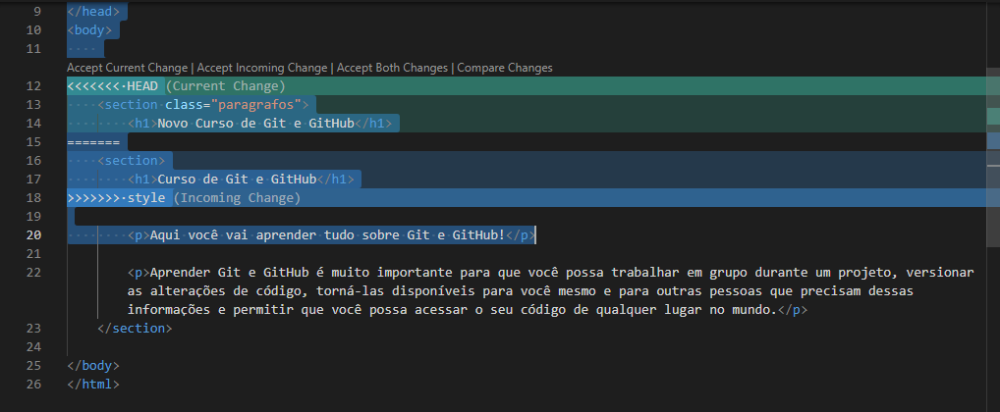 9 </head>
10 <body>
11
Accept Current Change | Accept Incoming Change | Accept Both Changes | Compare Changes
12 <<<<<<< HEAD (Current Change)
13 <section class="paragrafos">
14 <h1>Novo Curso de Git e GitHub</h1>
15 =======
16 <section>
17 <h1>Curso de Git e GitHub</h1>
18 >>>>>>> style (Incoming Change)
19
20 <p>Aqui você vai aprender tudo sobre Git e GitHub!</p>
21
22 <p>Aprender Git e GitHub é muito importante para que você possa trabalhar em grupo durante um projeto, versionar
as alterações de código, torná-las disponíveis para você mesmo e para outras pessoas que precisam dessas
informações e permitir que você possa acessar o seu código de qualquer lugar no mundo.</p>
23 </section>
24
25 </body>
26 </html>